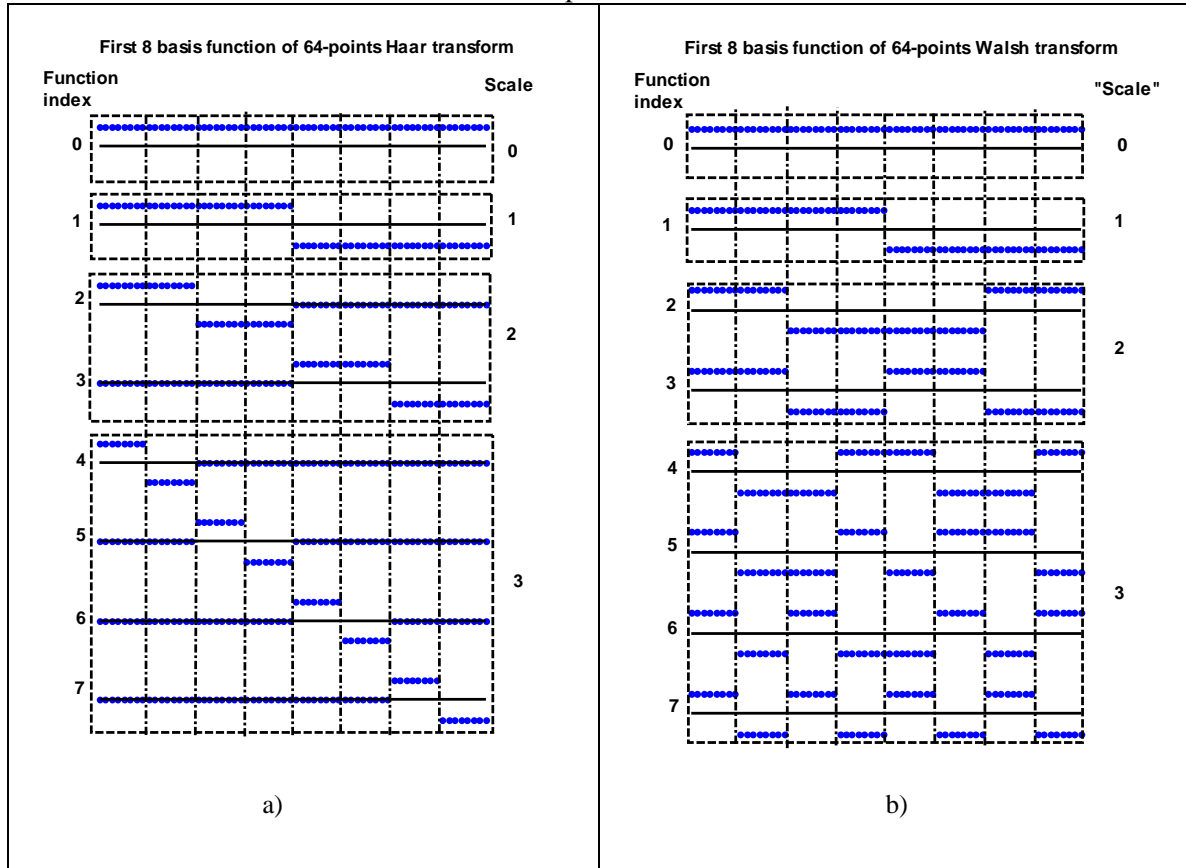 First 8 basis function of 64-points Haar transform
Function
index
Scale
0
0
1
1
2
2
3
4
5
3
6
7
a)
First 8 basis function of 64-points Walsh transform
Function
index
"Scale"
0
0
1
1
2
2
3
4
5
3
6
7
b)